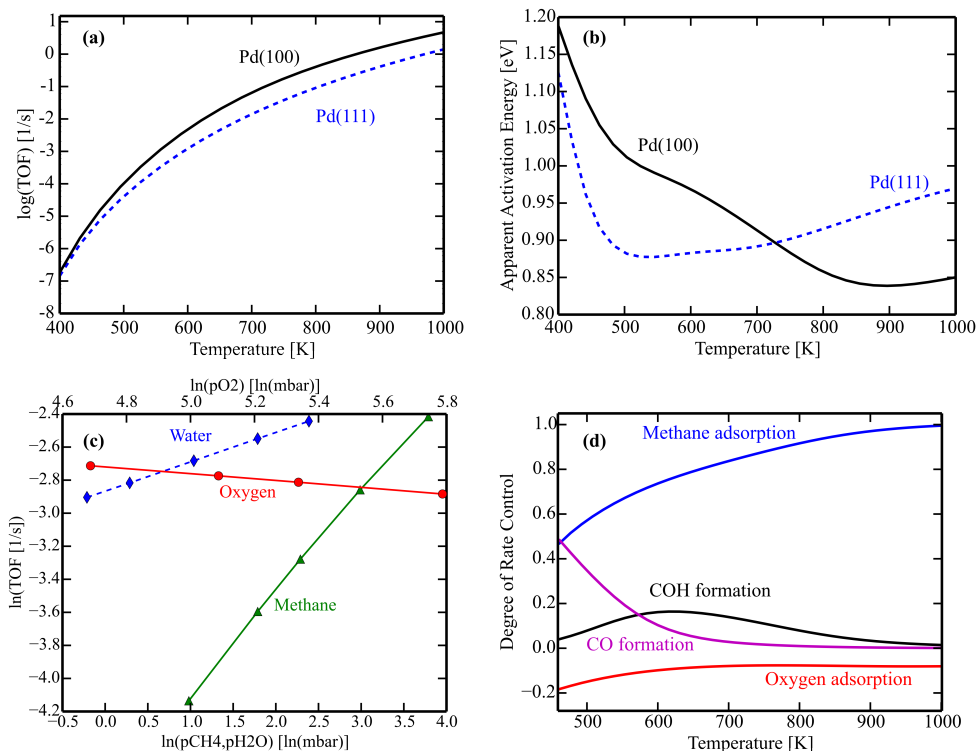 (a)
Pd(100)
Pd(111)
log(TOF) [1/s]
1
0
-1
-2
-3
-4
-5
-6
-7
-8
400 500 600 700 800 900 1000
Temperature [K]
(b)
Pd(100)
Pd(111)
Apparent Activation Energy [eV]
1.20
1.15
1.10
1.05
1.00
0.95
0.90
0.85
0.80
400 500 600 700 800 900 1000
Temperature [K]
ln(pO2) [ln(mbar)]
4.6 4.8 5.0 5.2 5.4 5.6 5.8
(c)
Water
Oxygen
Methane
ln(TOF [1/s])
−2.4
−2.6
−2.8
−3.0
−3.2
−3.4
−3.6
−3.8
−4.0
−4.2
−0.5 0.0 0.5 1.0 1.5 2.0 2.5 3.0 3.5 4.0
ln(pCH4,pH2O) [ln(mbar)]
(d)
Methane adsorption
COH formation
CO formation
Oxygen adsorption
Degree of Rate Control
1.0
0.8
0.6
0.4
0.2
0.0
−0.2
500 600 700 800 900 1000
Temperature [K]